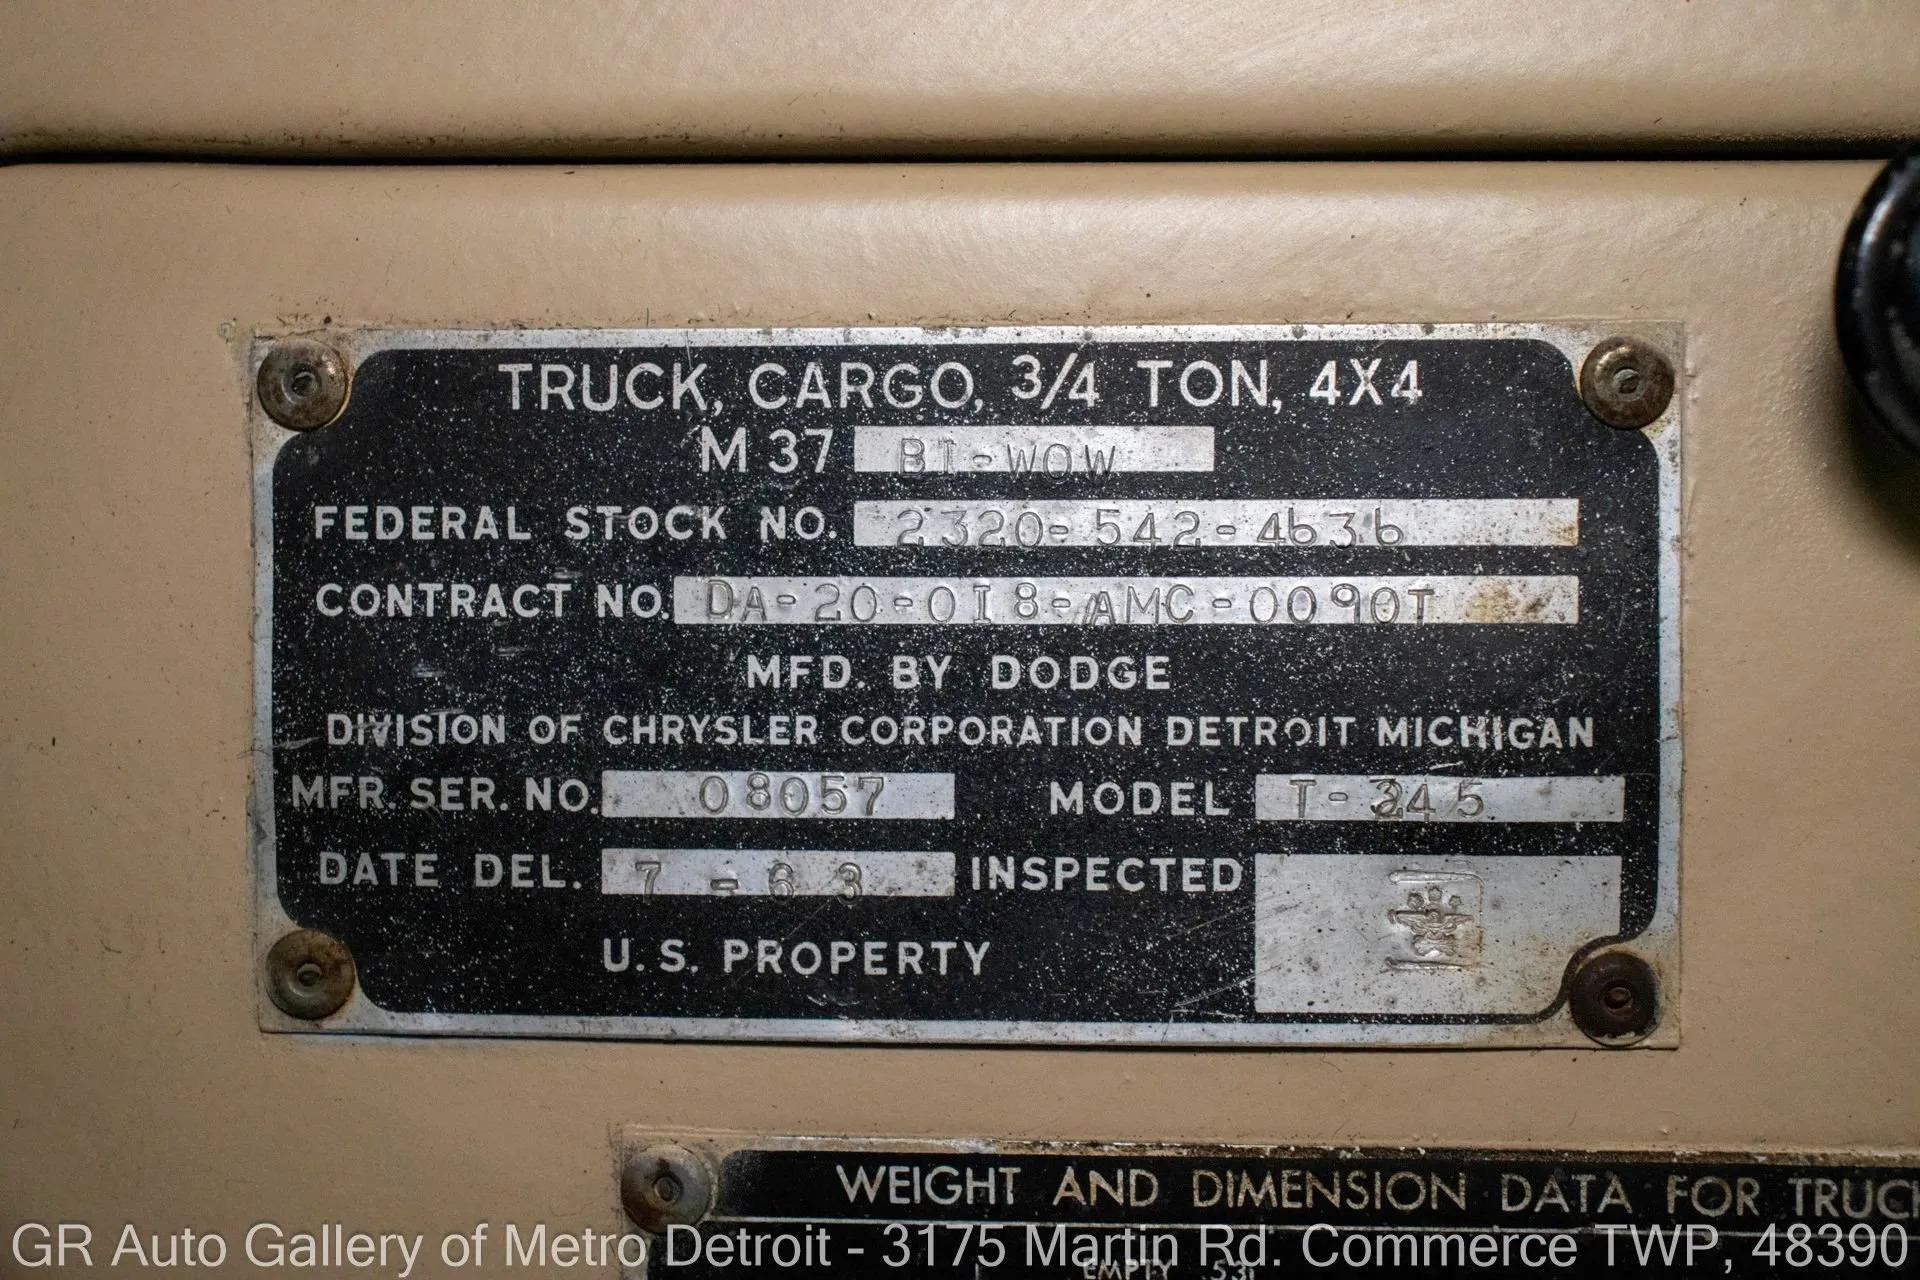 TRUCK, CARGO, 3/4 TON, 4X4
M 37 BI-WOW
FEDERAL STOCK NO. 2320-542-4636
CONTRACT NO. DA-20-018-AMC-0090T
MFD. BY DODGE
DIVISION OF CHRYSLER CORPORATION DETROIT MICHIGAN
MFR. SER. NO. 08057 MODEL T-245
DATE DEL. 7-63 INSPECTED
U.S. PROPERTY
WEIGHT AND DIMENSION DATA FOR
GR Auto Gallery of Metro Detroit - 3175 Martin Rd. Commerce TWP, 48390
EMPTY